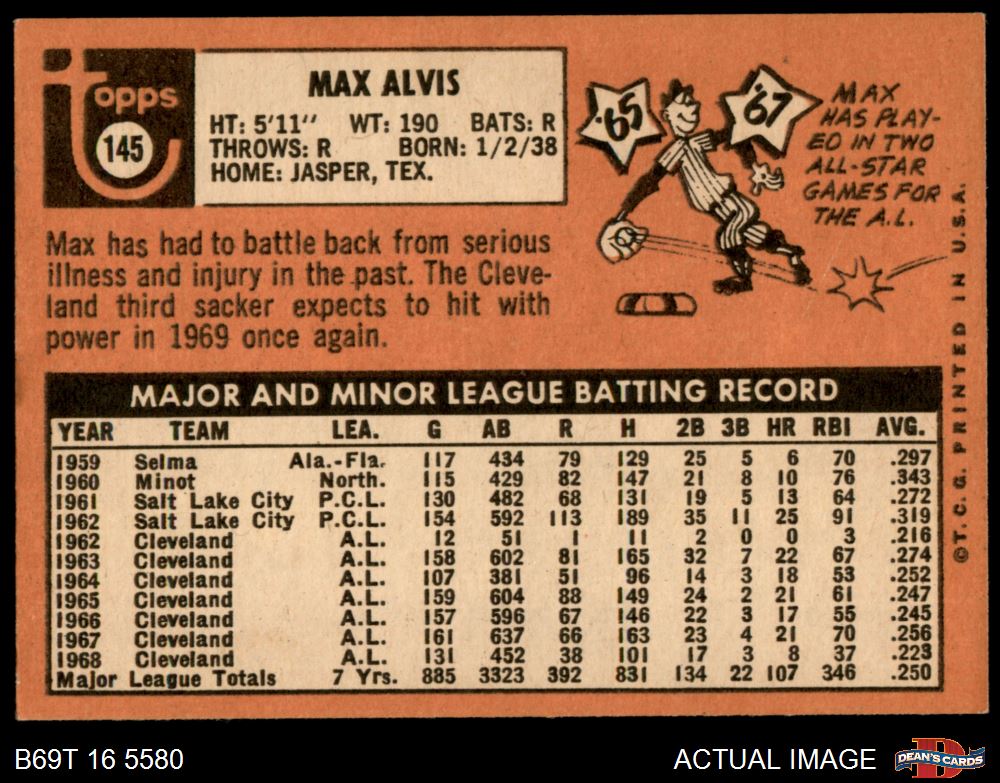 Topps
145
MAX ALVIS
HT: 5'11" WT: 190 BATS: R
THROWS: R BORN: 1/2/38
HOME: JASPER, TEX.
Max has had to battle back from serious
illness and injury in the past. The Cleve-
land third sacker expects to hit with
power in 1969 once again.
'65
'67
MAX
HAS PLAY-
ED IN TWO
ALL-STAR
GAMES FOR
THE A.L.
MAJOR AND MINOR LEAGUE BATTING RECORD
YEAR TEAM LEA. G AB R H 2B 3B HR RBI AVG.
1959 Selma Ala.-Fla. 117 434 79 129 25 5 6 70 .297
1960 Minot North. 115 429 82 147 21 8 10 76 .343
1961 Salt Lake City P.C.L. 130 482 68 131 19 5 13 64 .272
1962 Salt Lake City P.C.L. 154 592 113 189 35 11 25 91 .319
1962 Cleveland A.L. 12 51 1 11 2 0 0 3 .216
1963 Cleveland A.L. 158 602 81 165 32 7 22 67 .274
1964 Cleveland A.L. 107 381 51 96 14 3 18 53 .252
1965 Cleveland A.L. 159 604 88 149 24 2 21 61 .247
1966 Cleveland A.L. 157 596 67 146 22 3 17 55 .245
1967 Cleveland A.L. 161 637 66 163 23 4 21 70 .256
1968 Cleveland A.L. 131 452 38 101 17 3 8 37 .223
Major League Totals 7 Yrs. 885 3323 392 831 134 22 107 346 .250
©T.C.G. PRINTED IN U.S.A.
B69T 16 5580
ACTUAL IMAGE
DEAN'S CARDS